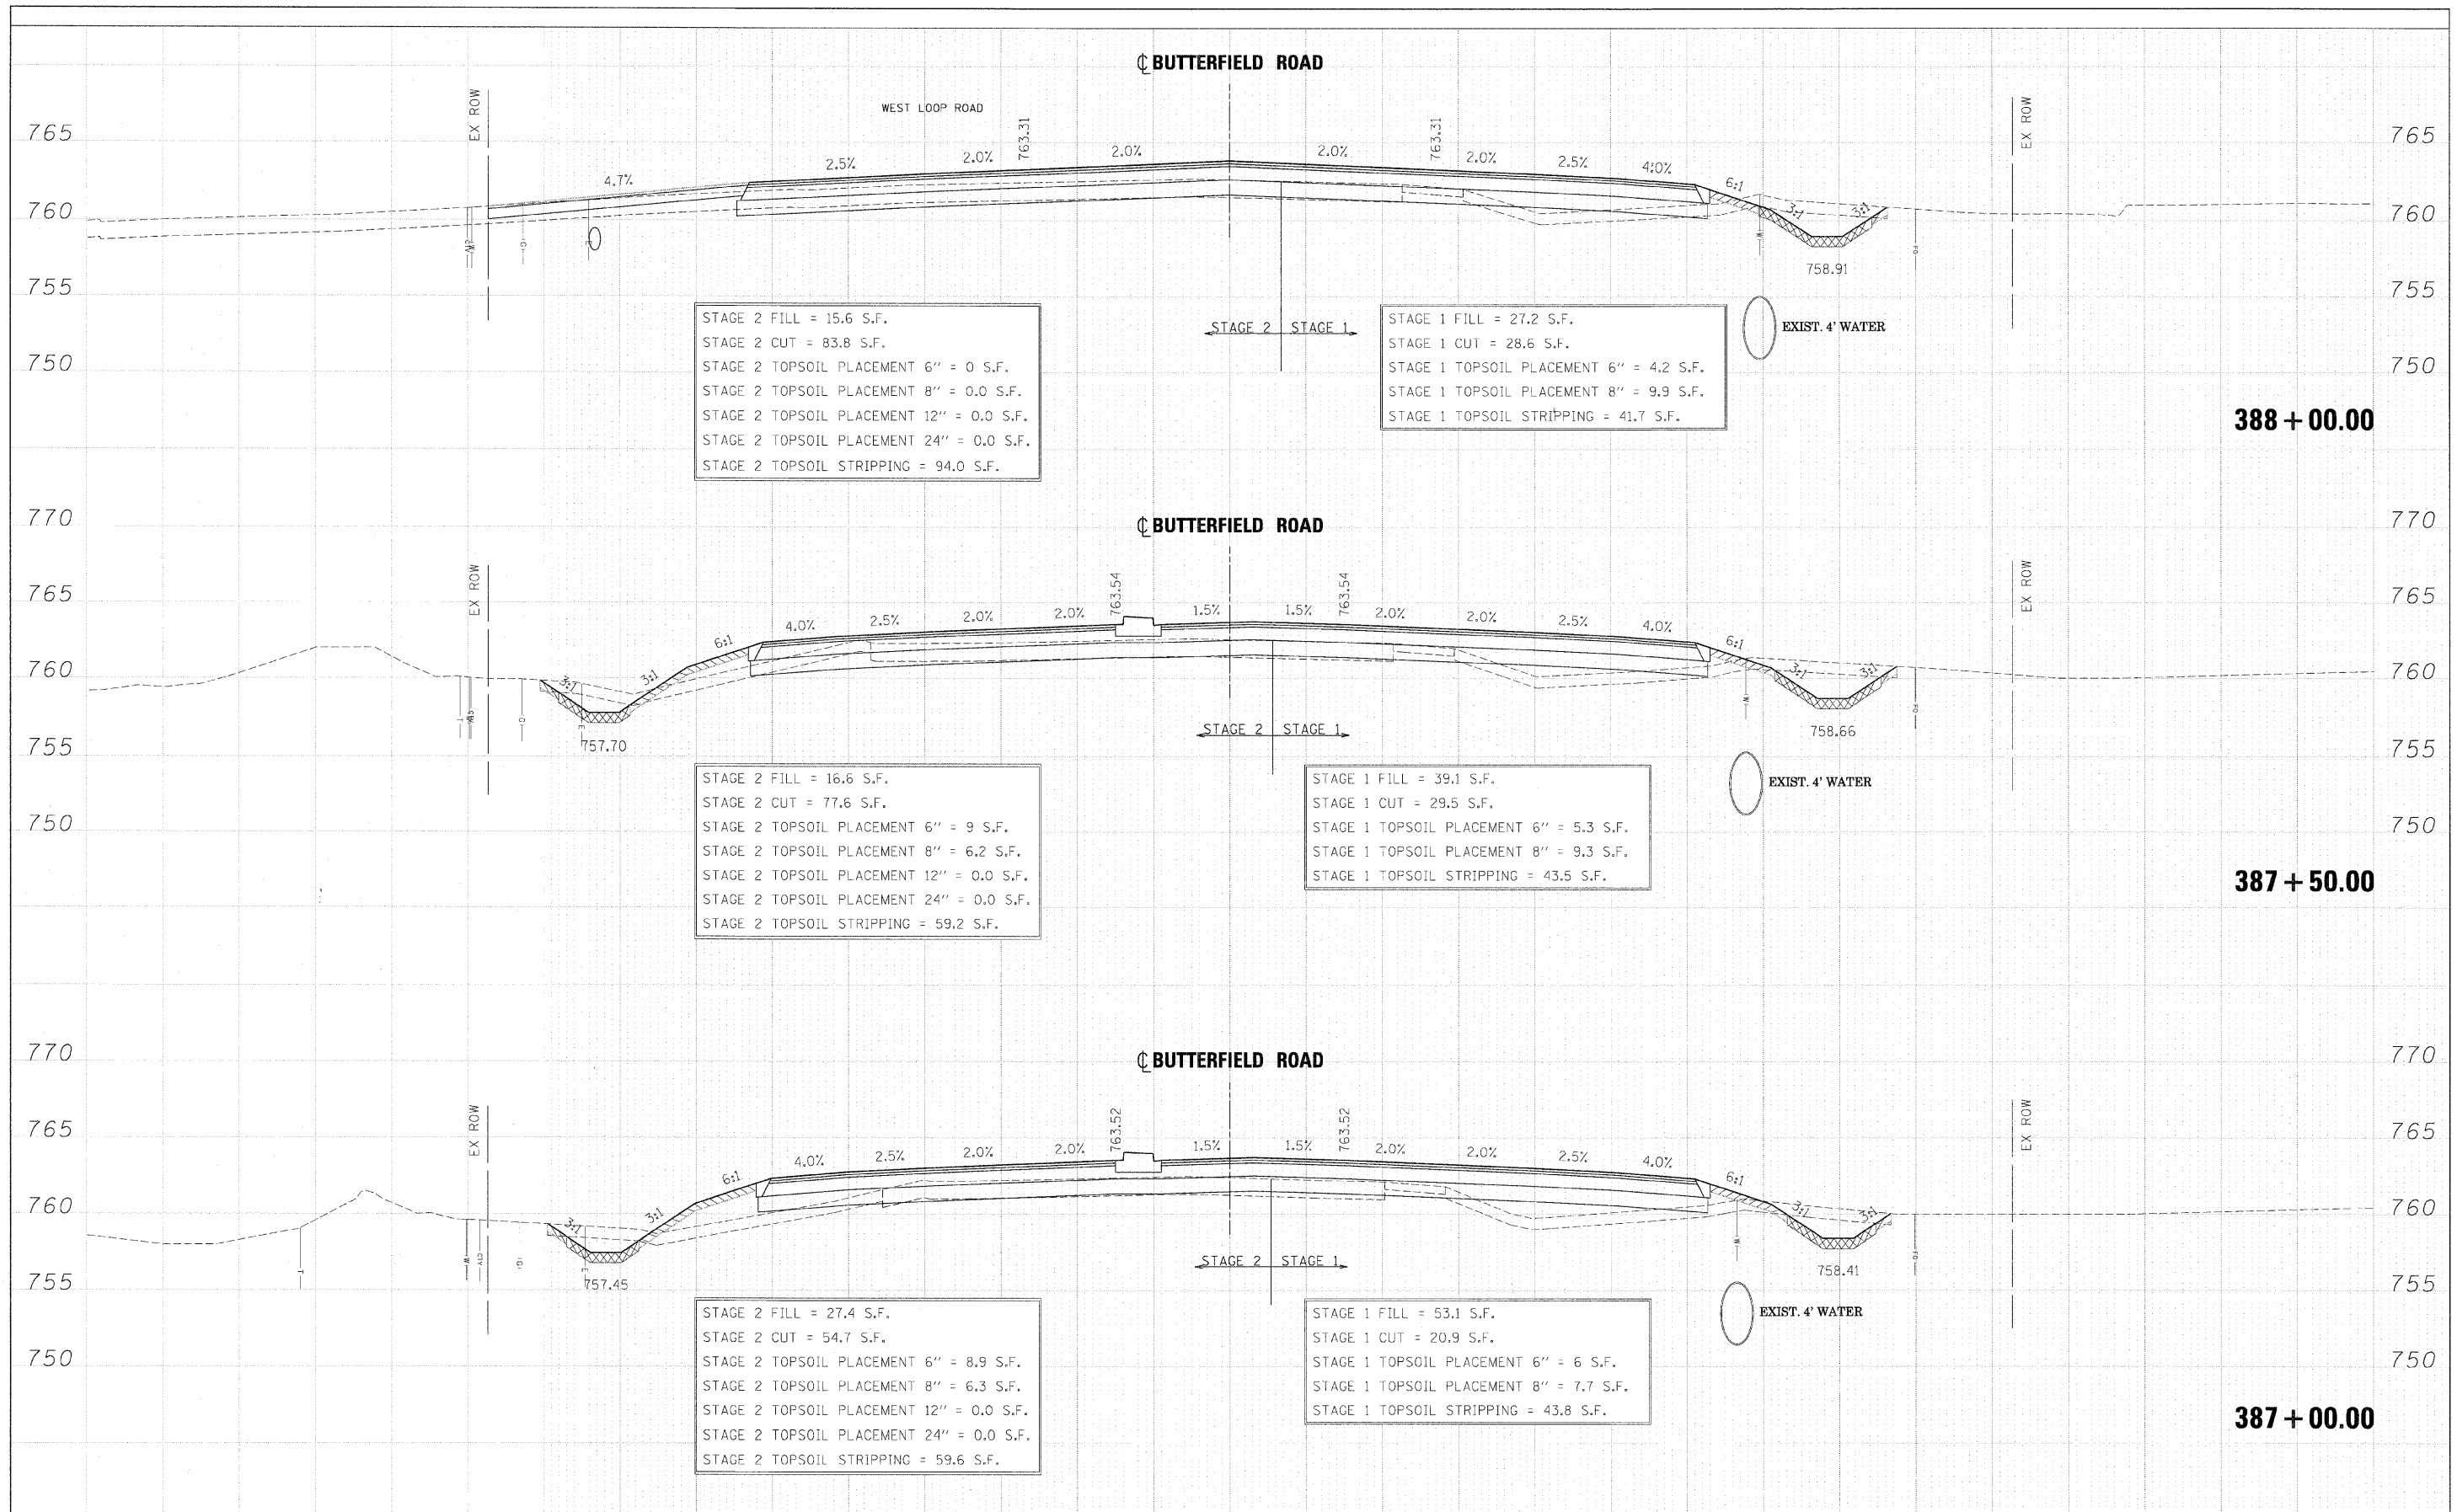 ℄ BUTTERFIELD ROAD
WEST LOOP ROAD
EX ROW
EX ROW
763.31
763.31
765
765
4.7%
2.5%
2.0%
2.0%
2.0%
2.0%
2.5%
4.0%
6:1
3:1
3:1
760
760
CTV
W
G
E
W
FO
758.91
755
755
STAGE 2 FILL = 15.6 S.F.
STAGE 2 CUT = 83.8 S.F.
STAGE 2 TOPSOIL PLACEMENT 6" = 0 S.F.
STAGE 2 TOPSOIL PLACEMENT 8" = 0.0 S.F.
STAGE 2 TOPSOIL PLACEMENT 12" = 0.0 S.F.
STAGE 2 TOPSOIL PLACEMENT 24" = 0.0 S.F.
STAGE 2 TOPSOIL STRIPPING = 94.0 S.F.
STAGE 2 STAGE 1
STAGE 1 FILL = 27.2 S.F.
STAGE 1 CUT = 28.6 S.F.
STAGE 1 TOPSOIL PLACEMENT 6" = 4.2 S.F.
STAGE 1 TOPSOIL PLACEMENT 8" = 9.9 S.F.
STAGE 1 TOPSOIL STRIPPING = 41.7 S.F.
EXIST. 4' WATER
750
750
388+00.00
770
770
℄ BUTTERFIELD ROAD
EX ROW
EX ROW
763.54
763.54
765
765
6:1
4.0%
2.5%
2.0%
2.0%
1.5%
1.5%
2.0%
2.0%
2.5%
4.0%
6:1
760
760
3:1
3:1
3:1
3:1
T
G
E
W
FO
757.70
758.66
755
755
STAGE 2 STAGE 1
STAGE 2 FILL = 16.6 S.F.
STAGE 2 CUT = 77.6 S.F.
STAGE 2 TOPSOIL PLACEMENT 6" = 9 S.F.
STAGE 2 TOPSOIL PLACEMENT 8" = 6.2 S.F.
STAGE 2 TOPSOIL PLACEMENT 12" = 0.0 S.F.
STAGE 2 TOPSOIL PLACEMENT 24" = 0.0 S.F.
STAGE 2 TOPSOIL STRIPPING = 59.2 S.F.
STAGE 1 FILL = 39.1 S.F.
STAGE 1 CUT = 29.5 S.F.
STAGE 1 TOPSOIL PLACEMENT 6" = 5.3 S.F.
STAGE 1 TOPSOIL PLACEMENT 8" = 9.3 S.F.
STAGE 1 TOPSOIL STRIPPING = 43.5 S.F.
EXIST. 4' WATER
750
750
387+50.00
770
770
℄ BUTTERFIELD ROAD
EX ROW
EX ROW
763.52
763.52
765
765
6:1
4.0%
2.5%
2.0%
2.0%
1.5%
1.5%
2.0%
2.0%
2.5%
4.0%
6:1
760
760
3:1
3:1
3:1
3:1
T
W
CTV
G
E
W
FO
757.45
758.41
755
755
STAGE 2 STAGE 1
STAGE 2 FILL = 27.4 S.F.
STAGE 2 CUT = 54.7 S.F.
STAGE 2 TOPSOIL PLACEMENT 6" = 8.9 S.F.
STAGE 2 TOPSOIL PLACEMENT 8" = 6.3 S.F.
STAGE 2 TOPSOIL PLACEMENT 12" = 0.0 S.F.
STAGE 2 TOPSOIL PLACEMENT 24" = 0.0 S.F.
STAGE 2 TOPSOIL STRIPPING = 59.6 S.F.
STAGE 1 FILL = 53.1 S.F.
STAGE 1 CUT = 20.9 S.F.
STAGE 1 TOPSOIL PLACEMENT 6" = 6 S.F.
STAGE 1 TOPSOIL PLACEMENT 8" = 7.7 S.F.
STAGE 1 TOPSOIL STRIPPING = 43.8 S.F.
EXIST. 4' WATER
750
750
387+00.00